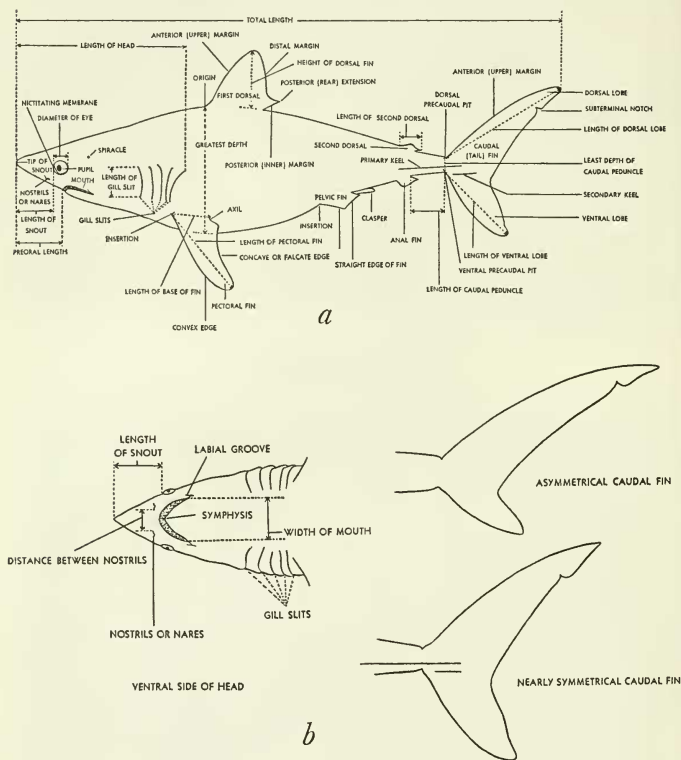 TOTAL LENGTH
LENGTH OF HEAD
ANTERIOR (UPPER) MARGIN
DISTAL MARGIN
HEIGHT OF DORSAL FIN
POSTERIOR (REAR) EXTENSION
ORIGIN
FIRST DORSAL
NICTITATING MEMBRANE
DIAMETER OF EYE
SPIRACLE
TIP OF
SNOUT
PUPIL
MOUTH
NOSTRILS
OR NARES
LENGTH OF
SNOUT
PREORAL LENGTH
LENGTH OF
GILL SLIT
GILL SLITS
INSERTION
GREATEST DEPTH
POSTERIOR (INNER) MARGIN
AXIL
LENGTH OF PECTORAL FIN
CONCAVE OR FALCATE EDGE
LENGTH OF BASE OF FIN
PECTORAL FIN
CONVEX EDGE
LENGTH OF SECOND DORSAL
SECOND DORSAL
PRIMARY KEEL
PELVIC FIN
INSERTION
CLASPER
STRAIGHT EDGE OF FIN
ANAL FIN
DORSAL
PRECAUDAL PIT
ANTERIOR (UPPER) MARGIN
DORSAL LOBE
SUBTERMINAL NOTCH
LENGTH OF DORSAL LOBE
CAUDAL
(TAIL) FIN
LEAST DEPTH OF
CAUDAL PEDUNCLE
SECONDARY KEEL
VENTRAL LOBE
LENGTH OF VENTRAL LOBE
VENTRAL PRECAUDAL PIT
LENGTH OF CAUDAL PEDUNCLE
a
LENGTH
OF SNOUT
LABIAL GROOVE
SYMPHYSIS
WIDTH OF MOUTH
DISTANCE BETWEEN NOSTRILS
GILL SLITS
NOSTRILS OR NARES
VENTRAL SIDE OF HEAD
ASYMMETRICAL CAUDAL FIN
NEARLY SYMMETRICAL CAUDAL FIN
b